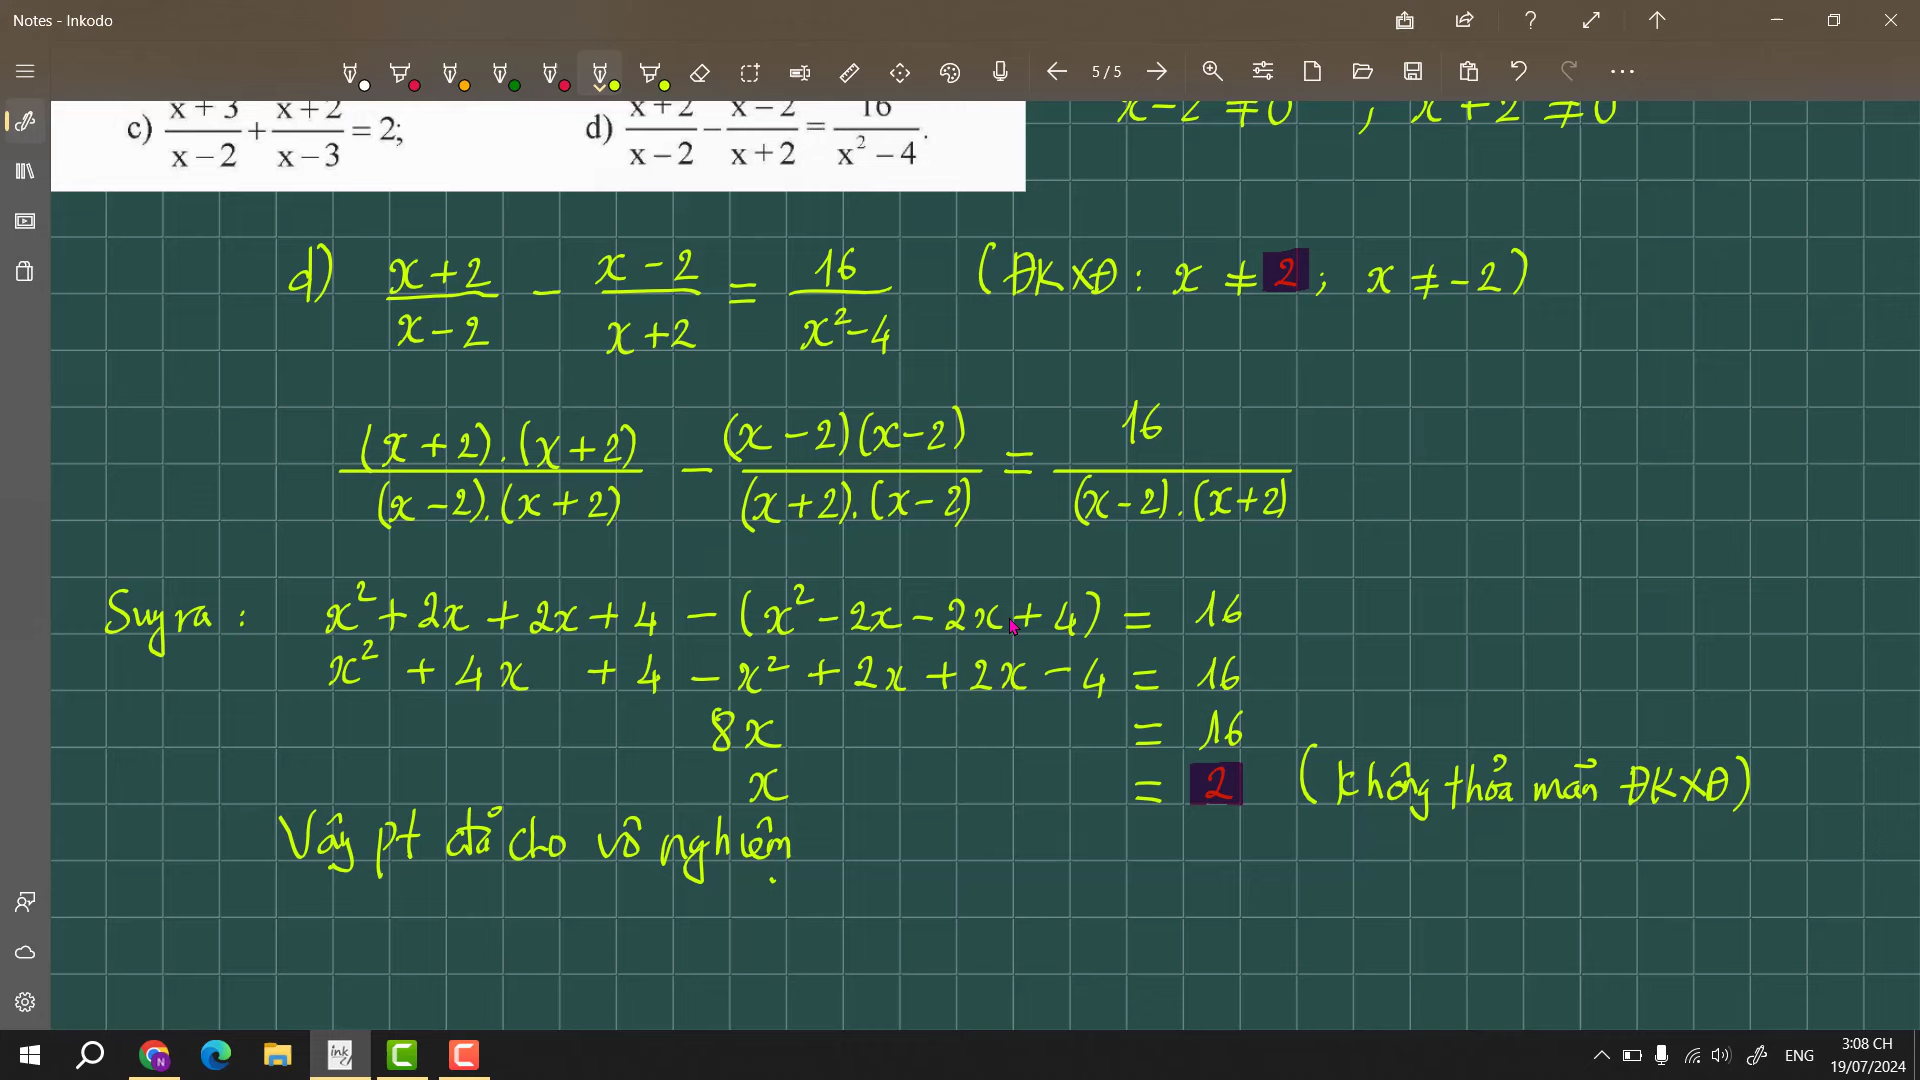 Notes - Inkodo
5 / 5
x - 2 ≠ 0 , x + 2 ≠ 0
c) (x + 3)/(x - 2) + (x + 2)/(x - 3) = 2; d) (x + 2)/(x - 2) - (x - 2)/(x + 2) = 16/(x² - 4).
d) (x + 2)/(x - 2) - (x - 2)/(x + 2) = 16/(x² - 4) (ĐKXĐ : x ≠ 2 ; x ≠ -2)
(x + 2).(x + 2)/(x - 2).(x + 2) - (x - 2)(x - 2)/(x + 2).(x - 2) = 16/(x - 2).(x + 2)
Suy ra : x² + 2x + 2x + 4 - (x² - 2x - 2x + 4) = 16
x² + 4x + 4 - x² + 2x + 2x - 4 = 16
8x = 16
x = 2 (không thỏa mãn ĐKXĐ)
Vậy pt đã cho vô nghiệm
ENG
3:08 CH
19/07/2024